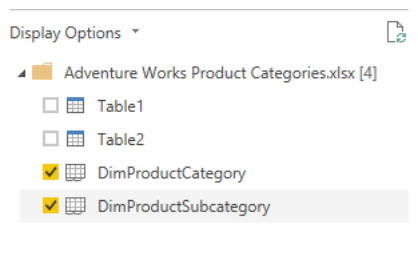 Display Options
Adventure Works Product Categories.xlsx [4]
Table1
Table2
DimProductCategory
DimProductSubcategory